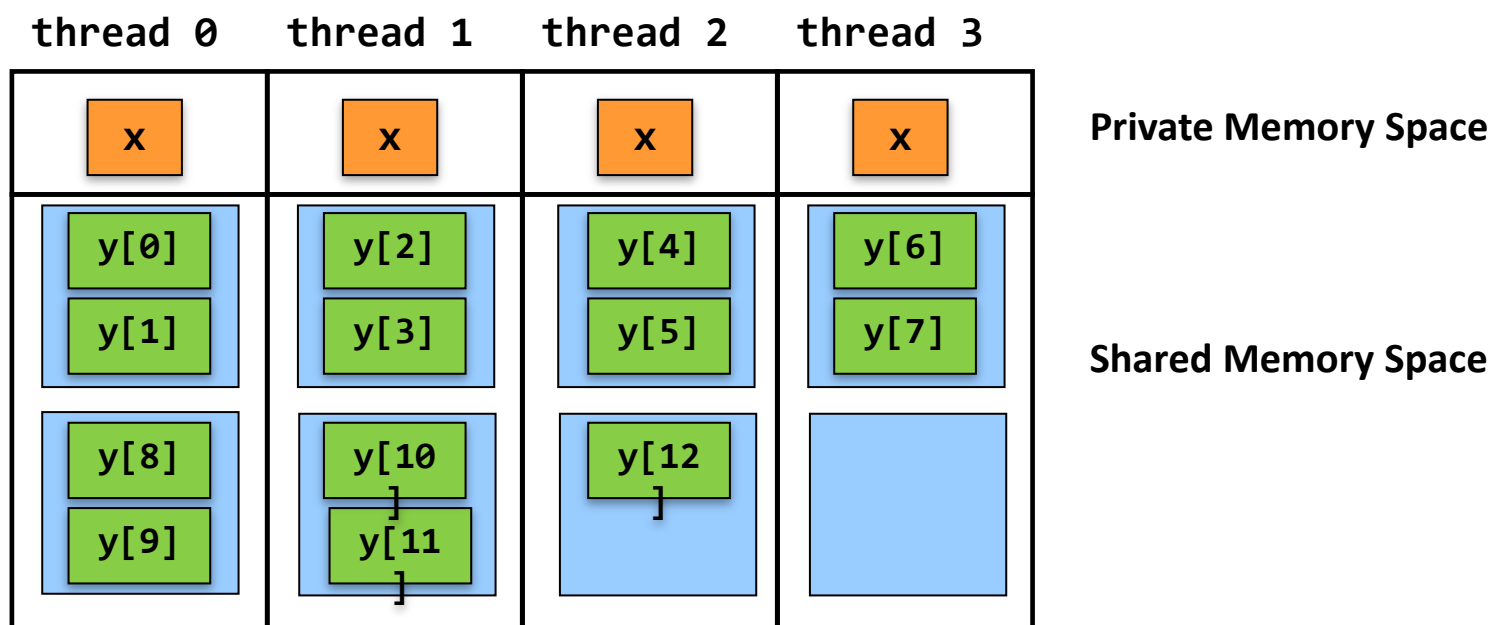 thread 0 thread 1 thread 2 thread 3
x x x x
Private Memory Space
y[0] y[2] y[4] y[6]
y[1] y[3] y[5] y[7]
Shared Memory Space
y[8] y[10] y[12]
y[9] y[11]